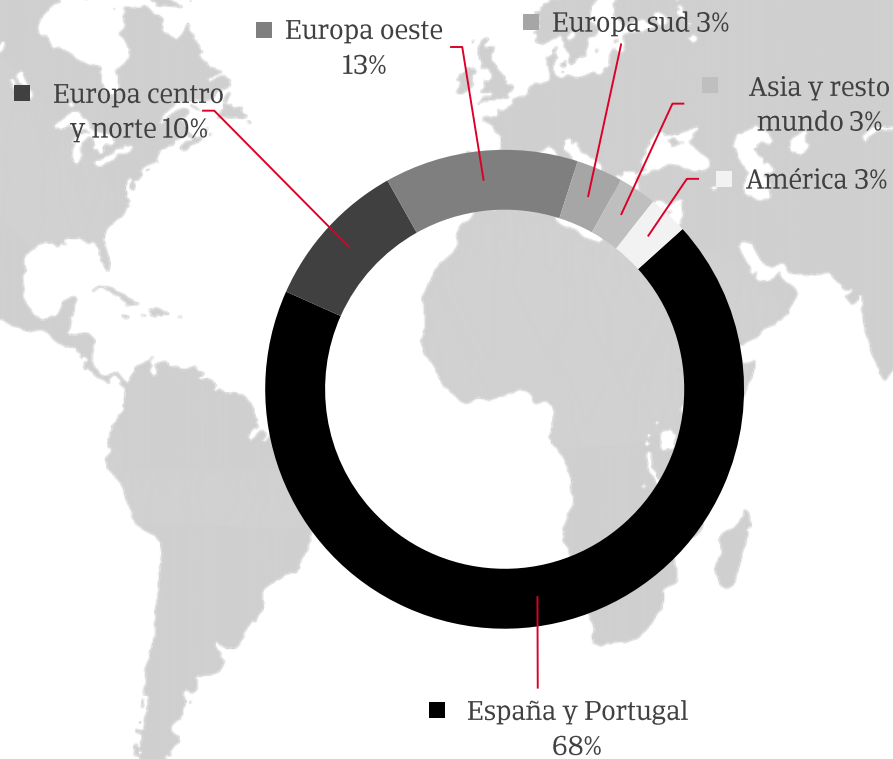 Europa oeste
13%
Europa sud 3%
Europa centro
y norte 10%
Asia y resto
mundo 3%
América 3%
España y Portugal
68%